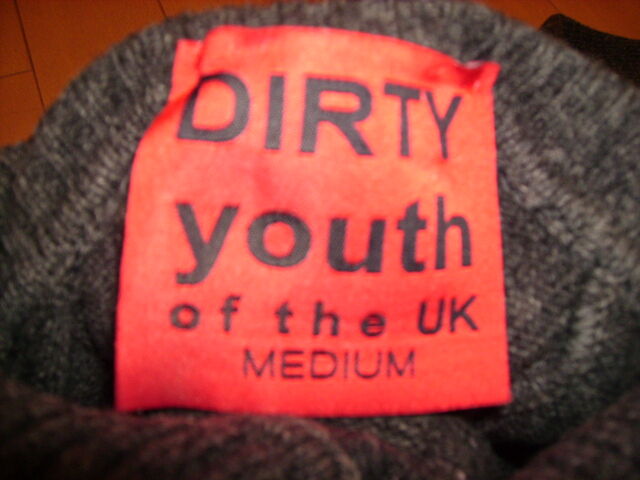 DIRTY
youth
of the UK
MEDIUM